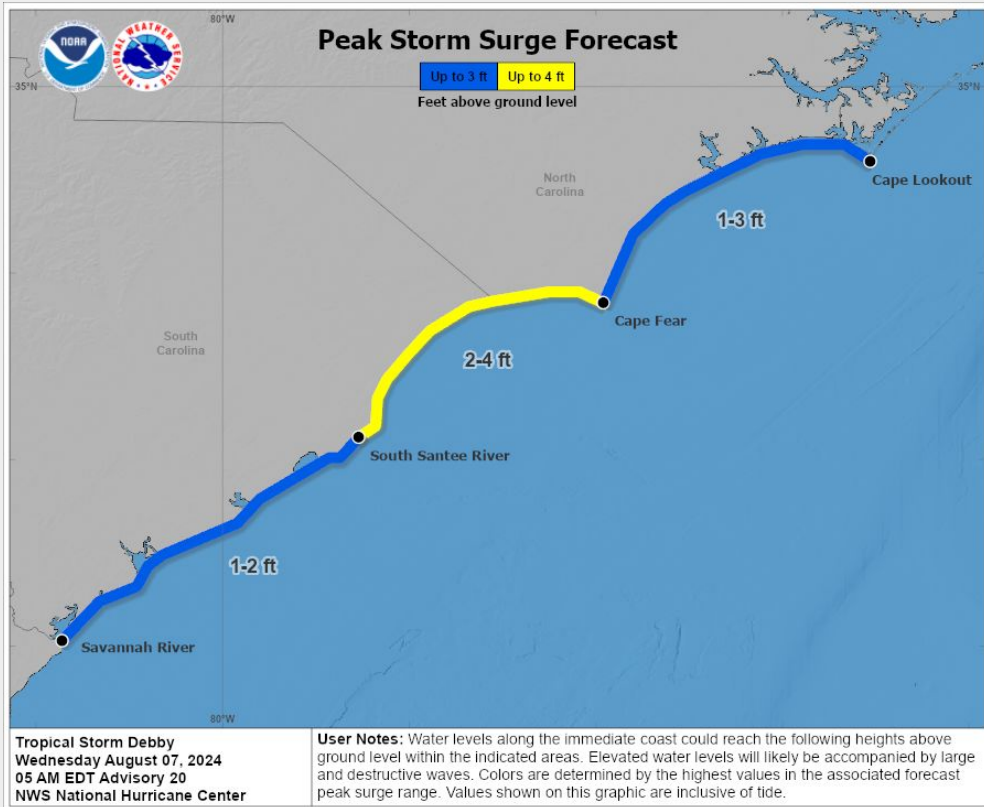 80°W
Peak Storm Surge Forecast
NOAA
NATIONAL WEATHER SERVICE
Up to 3 ft Up to 4 ft
Feet above ground level
35°N
35°N
North
Carolina
Cape Lookout
1-3 ft
Cape Fear
South
Carolina
2-4 ft
South Santee River
1-2 ft
Savannah River
80°W
Tropical Storm Debby
Wednesday August 07, 2024
05 AM EDT Advisory 20
NWS National Hurricane Center
User Notes: Water levels along the immediate coast could reach the following heights above
ground level within the indicated areas. Elevated water levels will likely be accompanied by large
and destructive waves. Colors are determined by the highest values in the associated forecast
peak surge range. Values shown on this graphic are inclusive of tide.